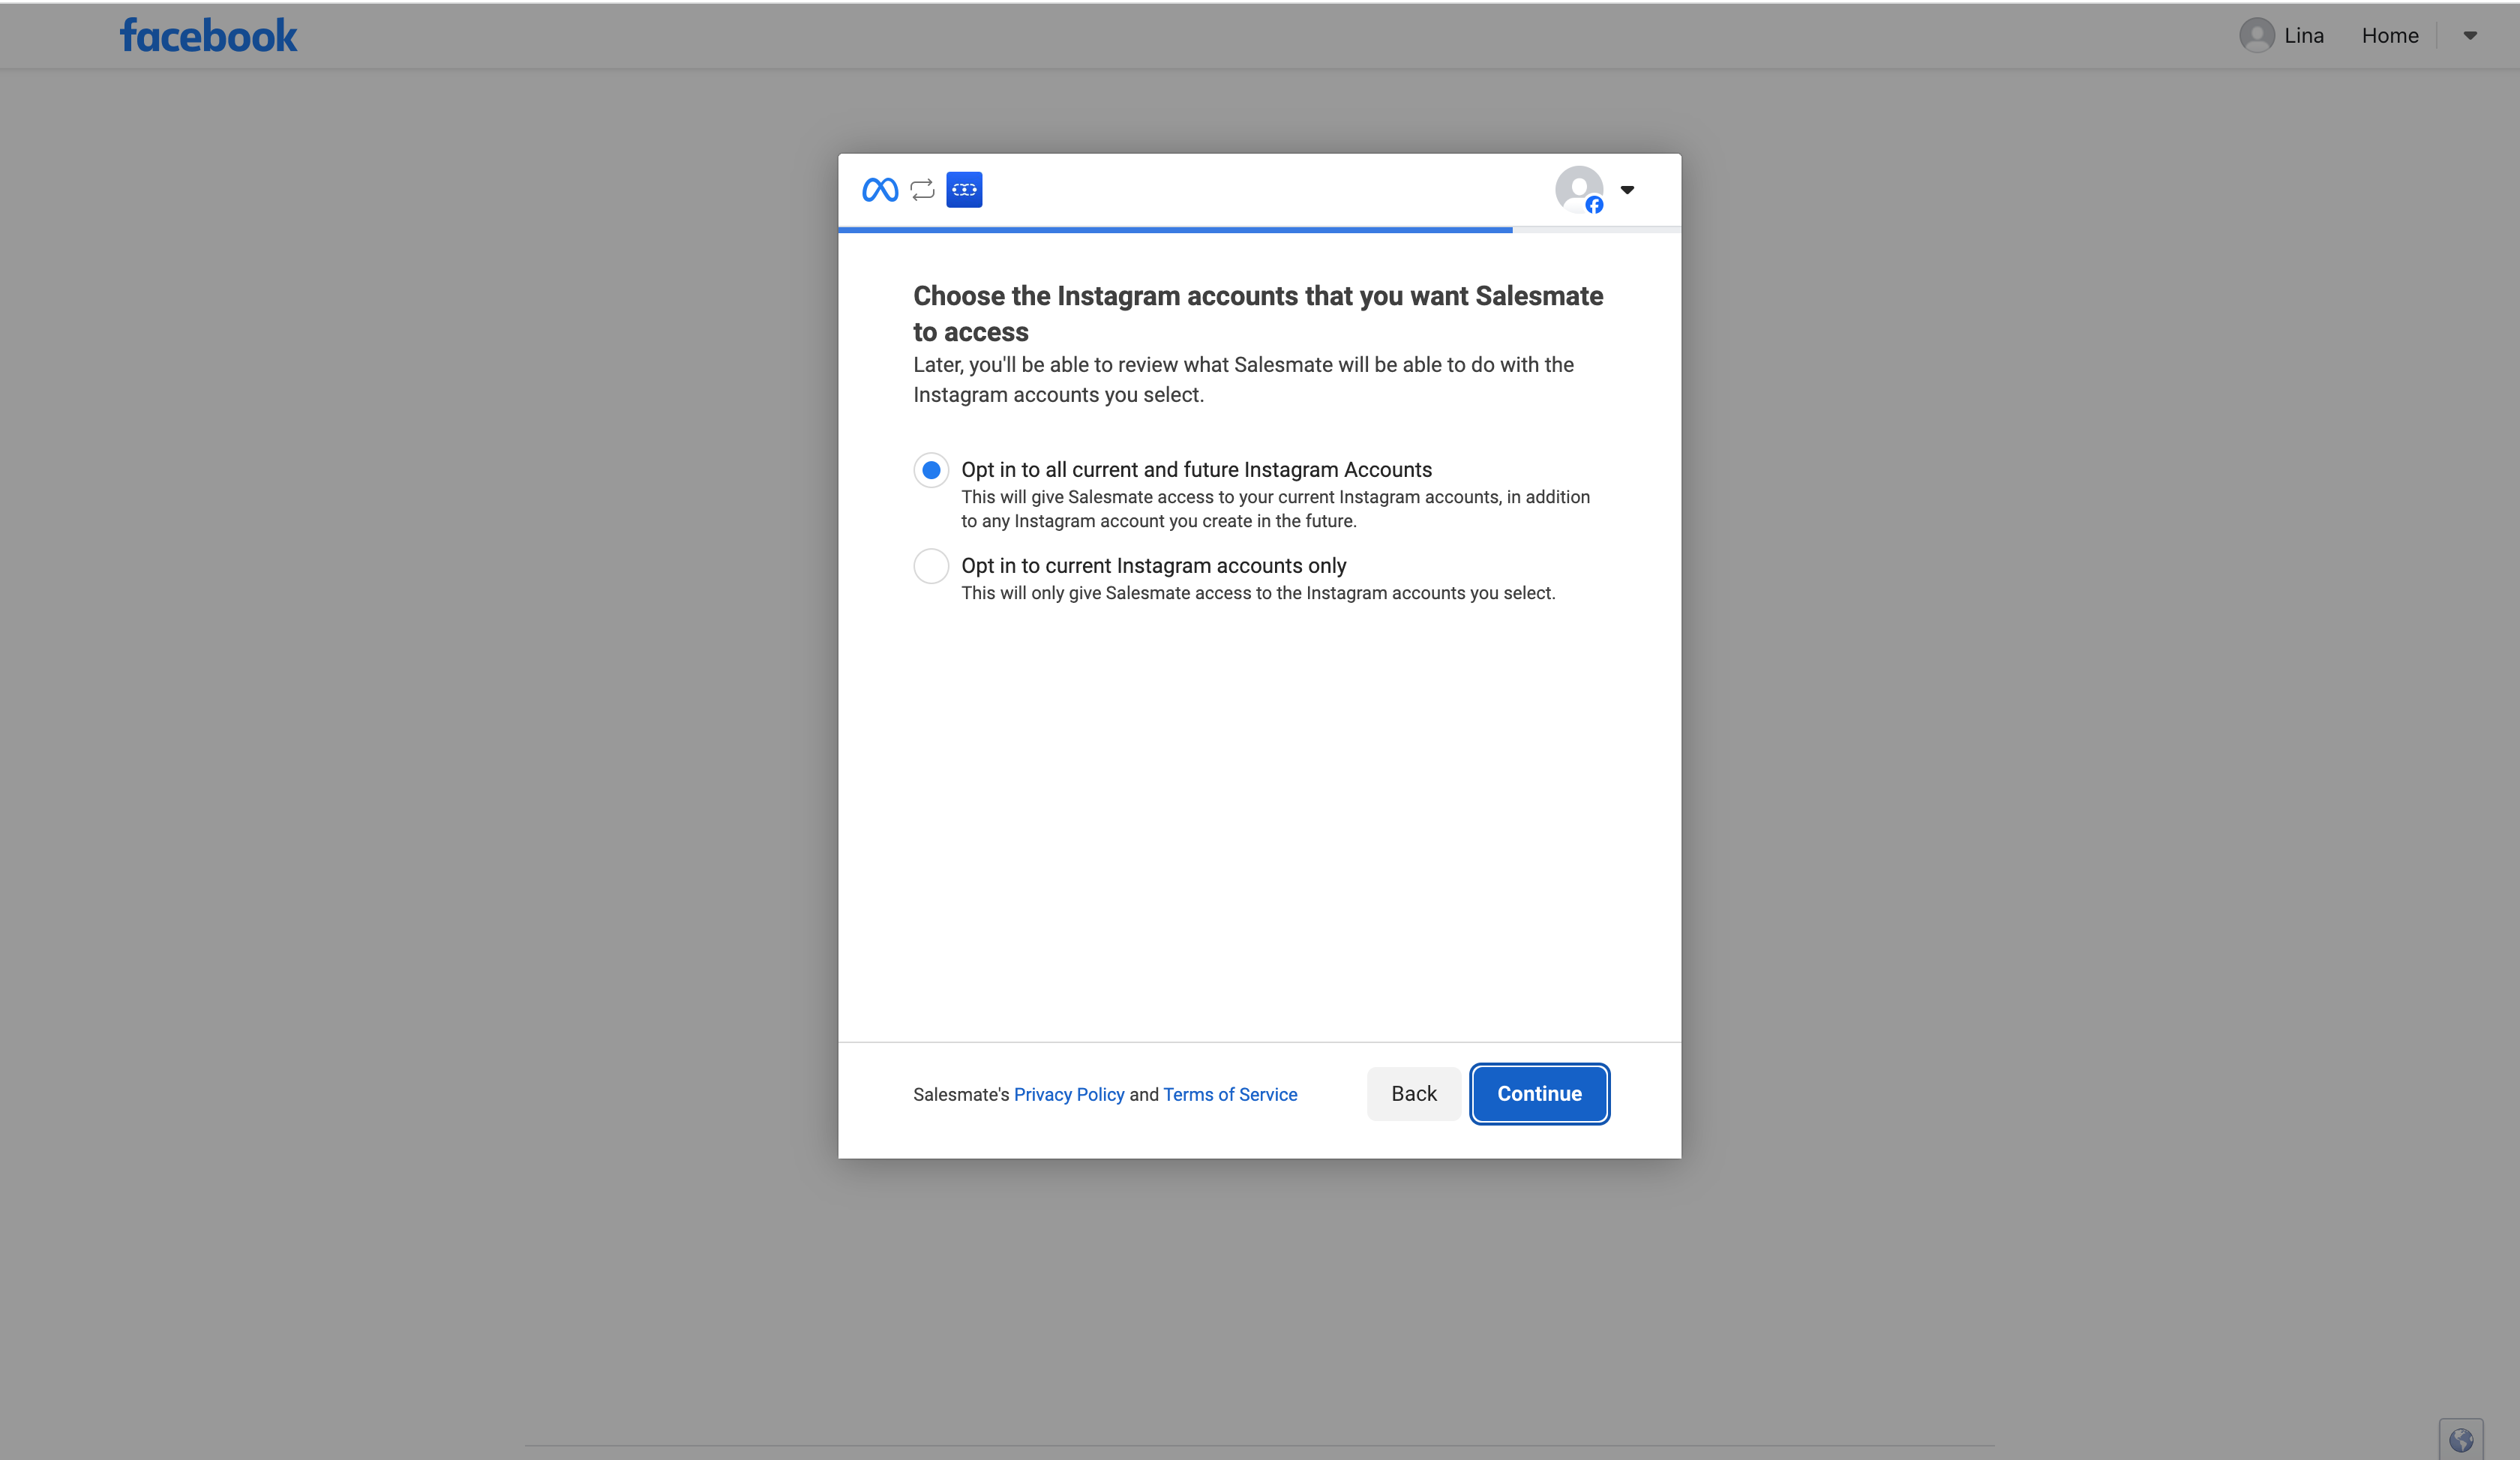 facebook
Lina
Home
Choose the Instagram accounts that you want Salesmate
to access
Later, you'll be able to review what Salesmate will be able to do with the
Instagram accounts you select.
Opt in to all current and future Instagram Accounts
This will give Salesmate access to your current Instagram accounts, in addition
to any Instagram account you create in the future.
Opt in to current Instagram accounts only
This will only give Salesmate access to the Instagram accounts you select.
Salesmate's Privacy Policy and Terms of Service
Back
Continue